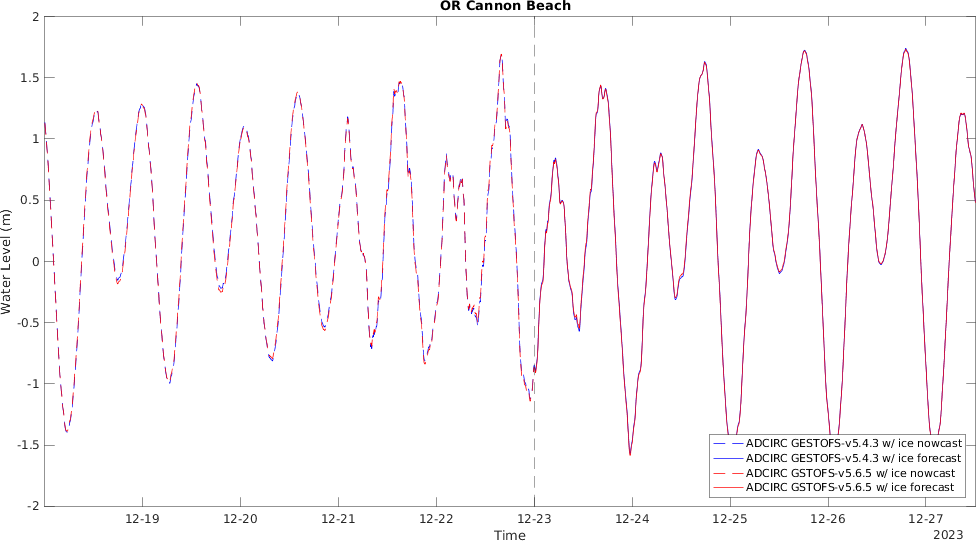 OR Cannon Beach
2
1.5
1
0.5
0
-0.5
-1
-1.5
-2
Water Level (m)
12-19
12-20
12-21
12-22
12-23
12-24
12-25
12-26
12-27
Time
2023
ADCIRC GESTOFS-v5.4.3 w/ ice nowcast
ADCIRC GESTOFS-v5.4.3 w/ ice forecast
ADCIRC GSTOFS-v5.6.5 w/ ice nowcast
ADCIRC GSTOFS-v5.6.5 w/ ice forecast